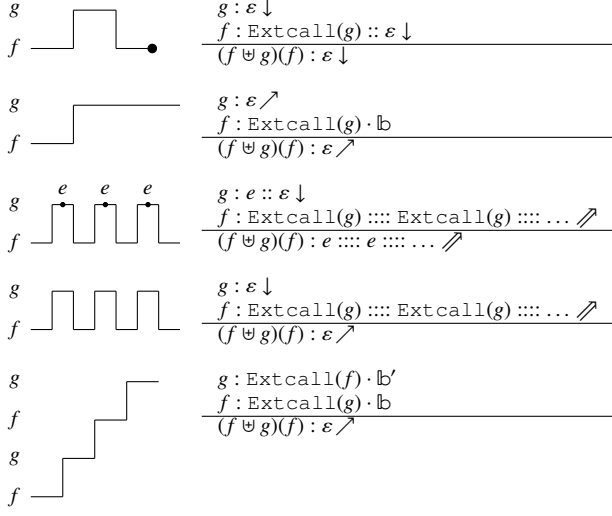 g
f
g : ε ↓
f : Extcall(g) :: ε ↓
(f ⊎ g)(f) : ε ↓
g
f
g : ε ↗
f : Extcall(g) · 𝕓
(f ⊎ g)(f) : ε ↗
e e e
g
f
g : e :: ε ↓
f : Extcall(g) :::: Extcall(g) :::: … ⇗
(f ⊎ g)(f) : e :::: e :::: … ⇗
g
f
g : ε ↓
f : Extcall(g) :::: Extcall(g) :::: … ⇗
(f ⊎ g)(f) : ε ↗
g
f
g
f
g : Extcall(f) · 𝕓′
f : Extcall(g) · 𝕓
(f ⊎ g)(f) : ε ↗